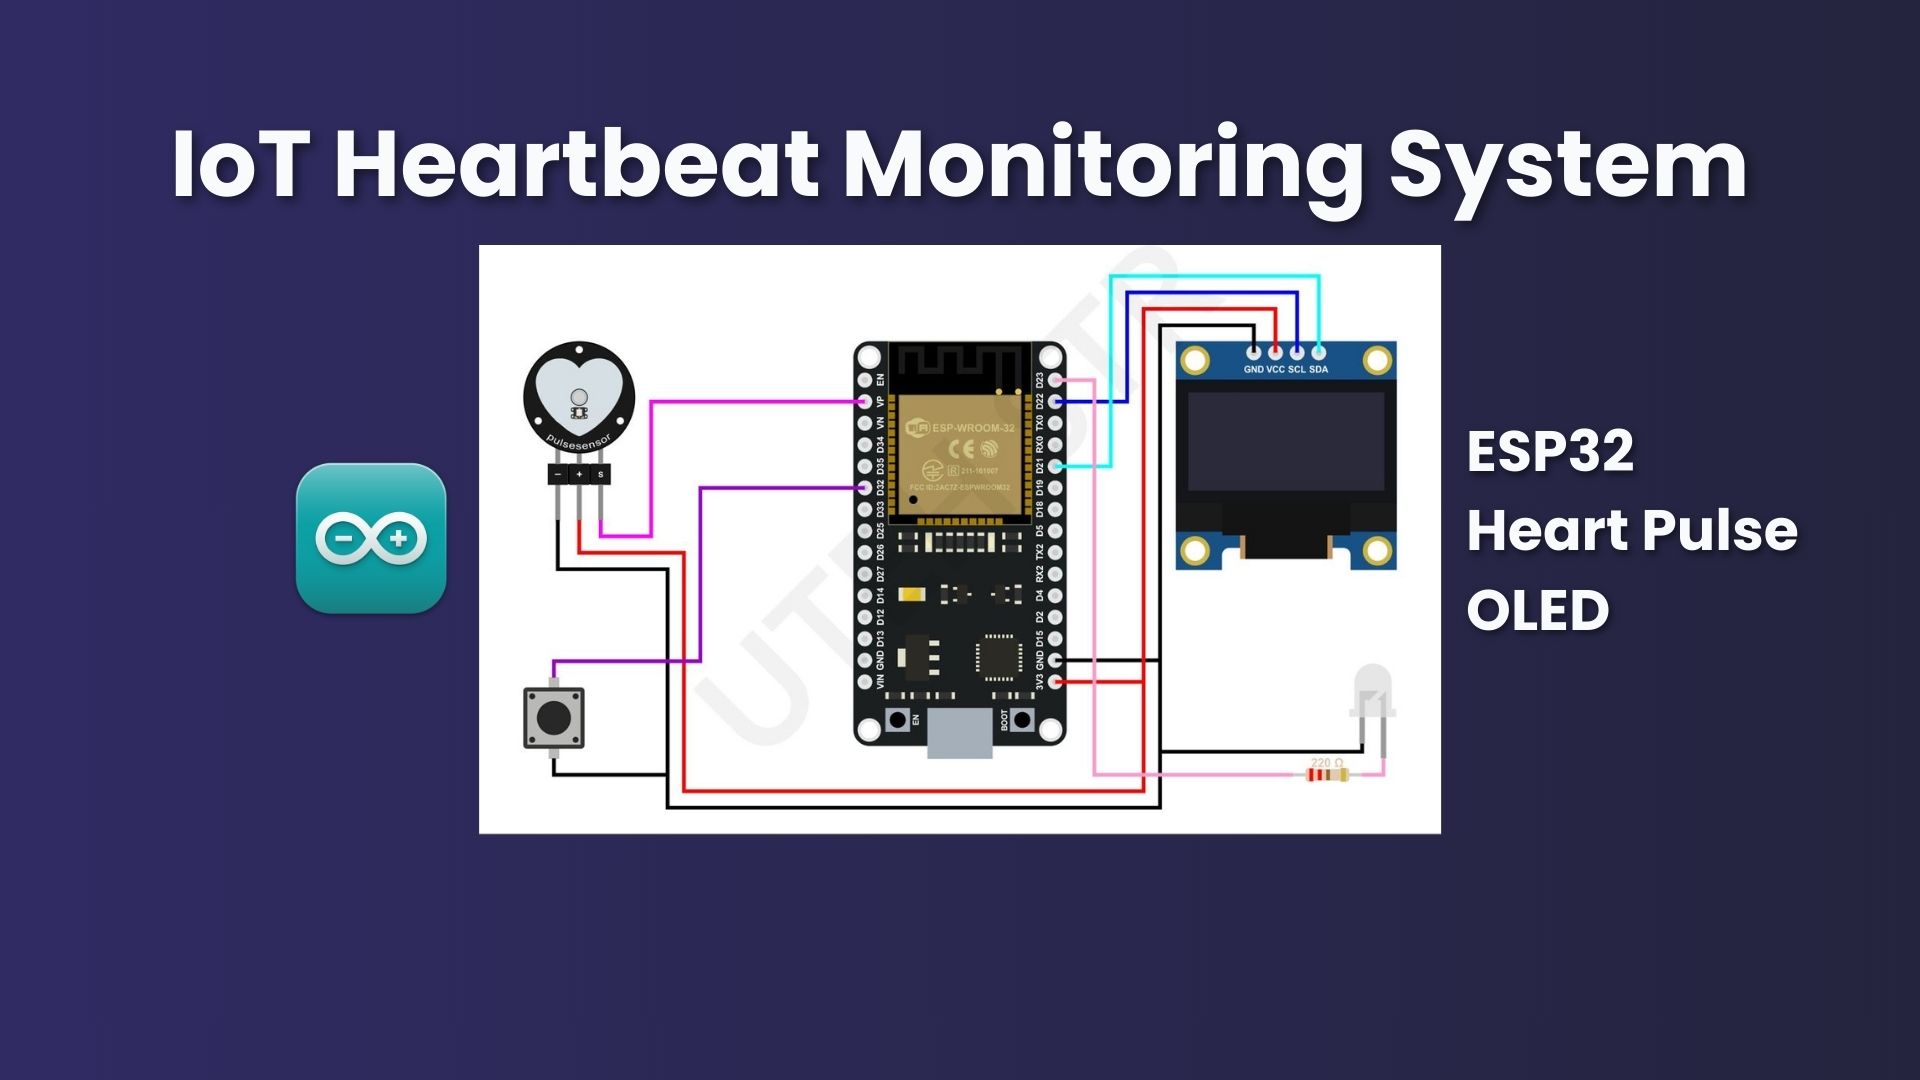 IoT Heartbeat Monitoring System
GND VCC SCL SDA
pulsesensor
- + S
EN
VP
VN
D34
D35
D32
D33
D25
D26
D27
D14
D12
D13
GND
VIN
ESP-WROOM-32
CE
R 211-161007
FCC ID:2AC7Z-ESPWROOM32
D23
D22
TX0
RX0
D21
D19
D18
D5
TX2
RX2
D4
D2
D15
GND
3V3
EN
BOOT
220 Ω
ESP32
Heart Pulse
OLED